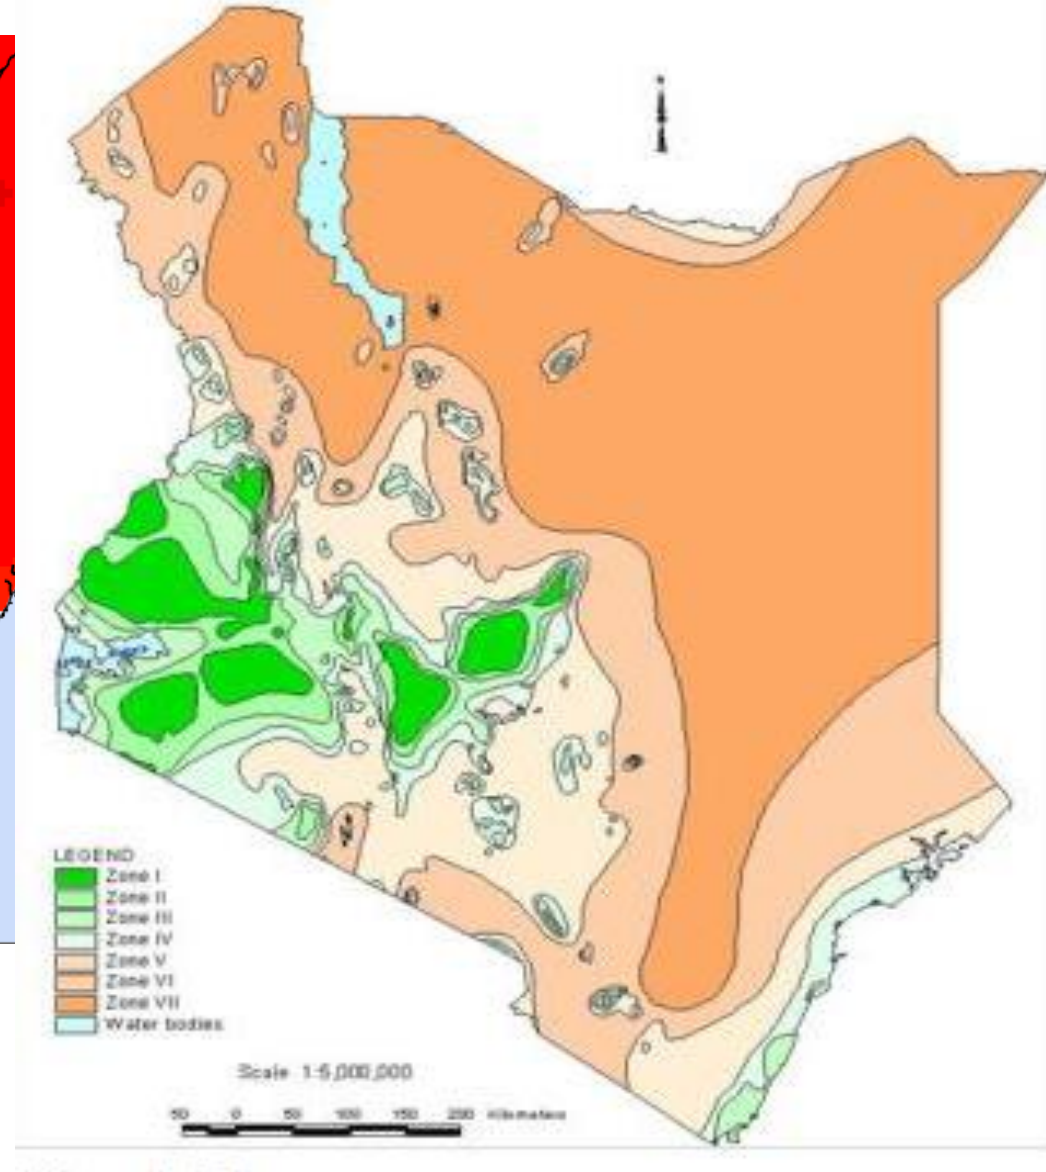 LEGEND
Zone I
Zone II
Zone III
Zone IV
Zone V
Zone VI
Zone VII
Water bodies
Scale 1:5,000,000
50 0 50 100 150 200 Kilometers